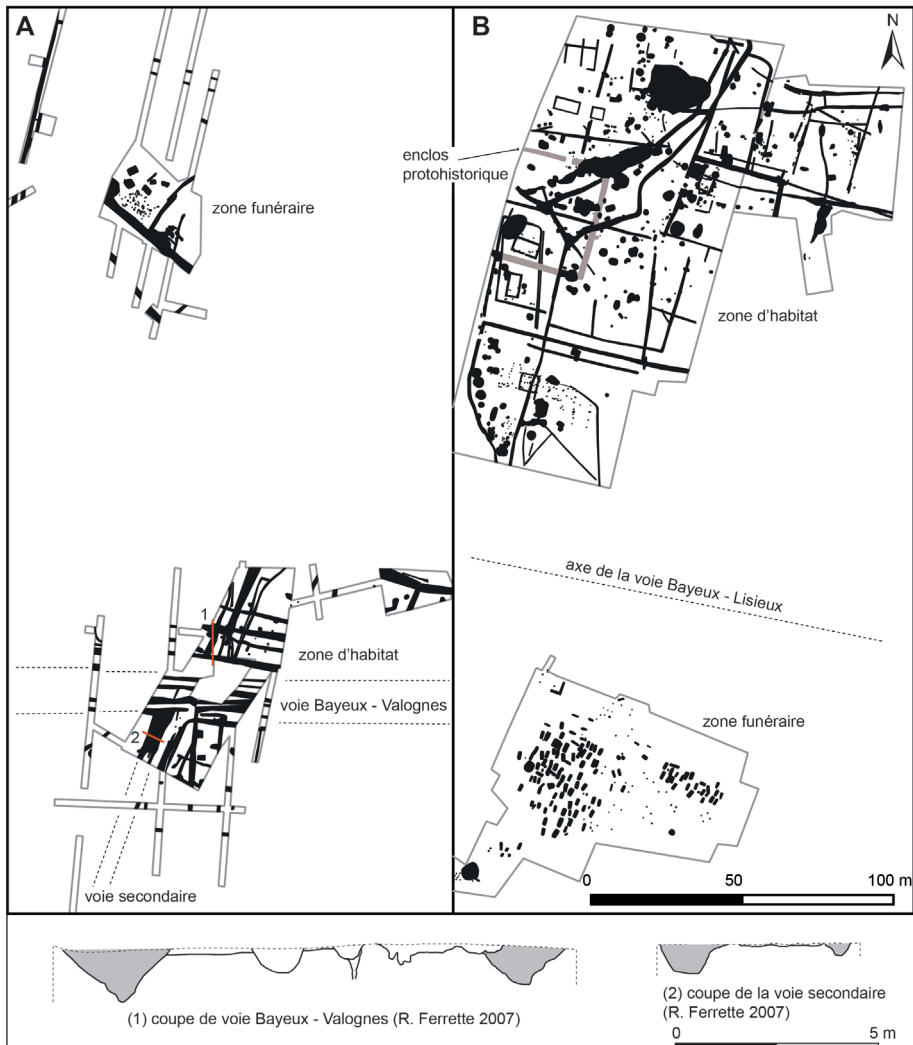 A
zone funéraire
1
zone d'habitat
voie Bayeux - Valognes
2
voie secondaire
B
N
enclos
protohistorique
zone d'habitat
axe de la voie Bayeux - Lisieux
zone funéraire
0 50 100 m
(1) coupe de voie Bayeux - Valognes (R. Ferrette 2007)
(2) coupe de la voie secondaire
(R. Ferrette 2007)
0 5 m